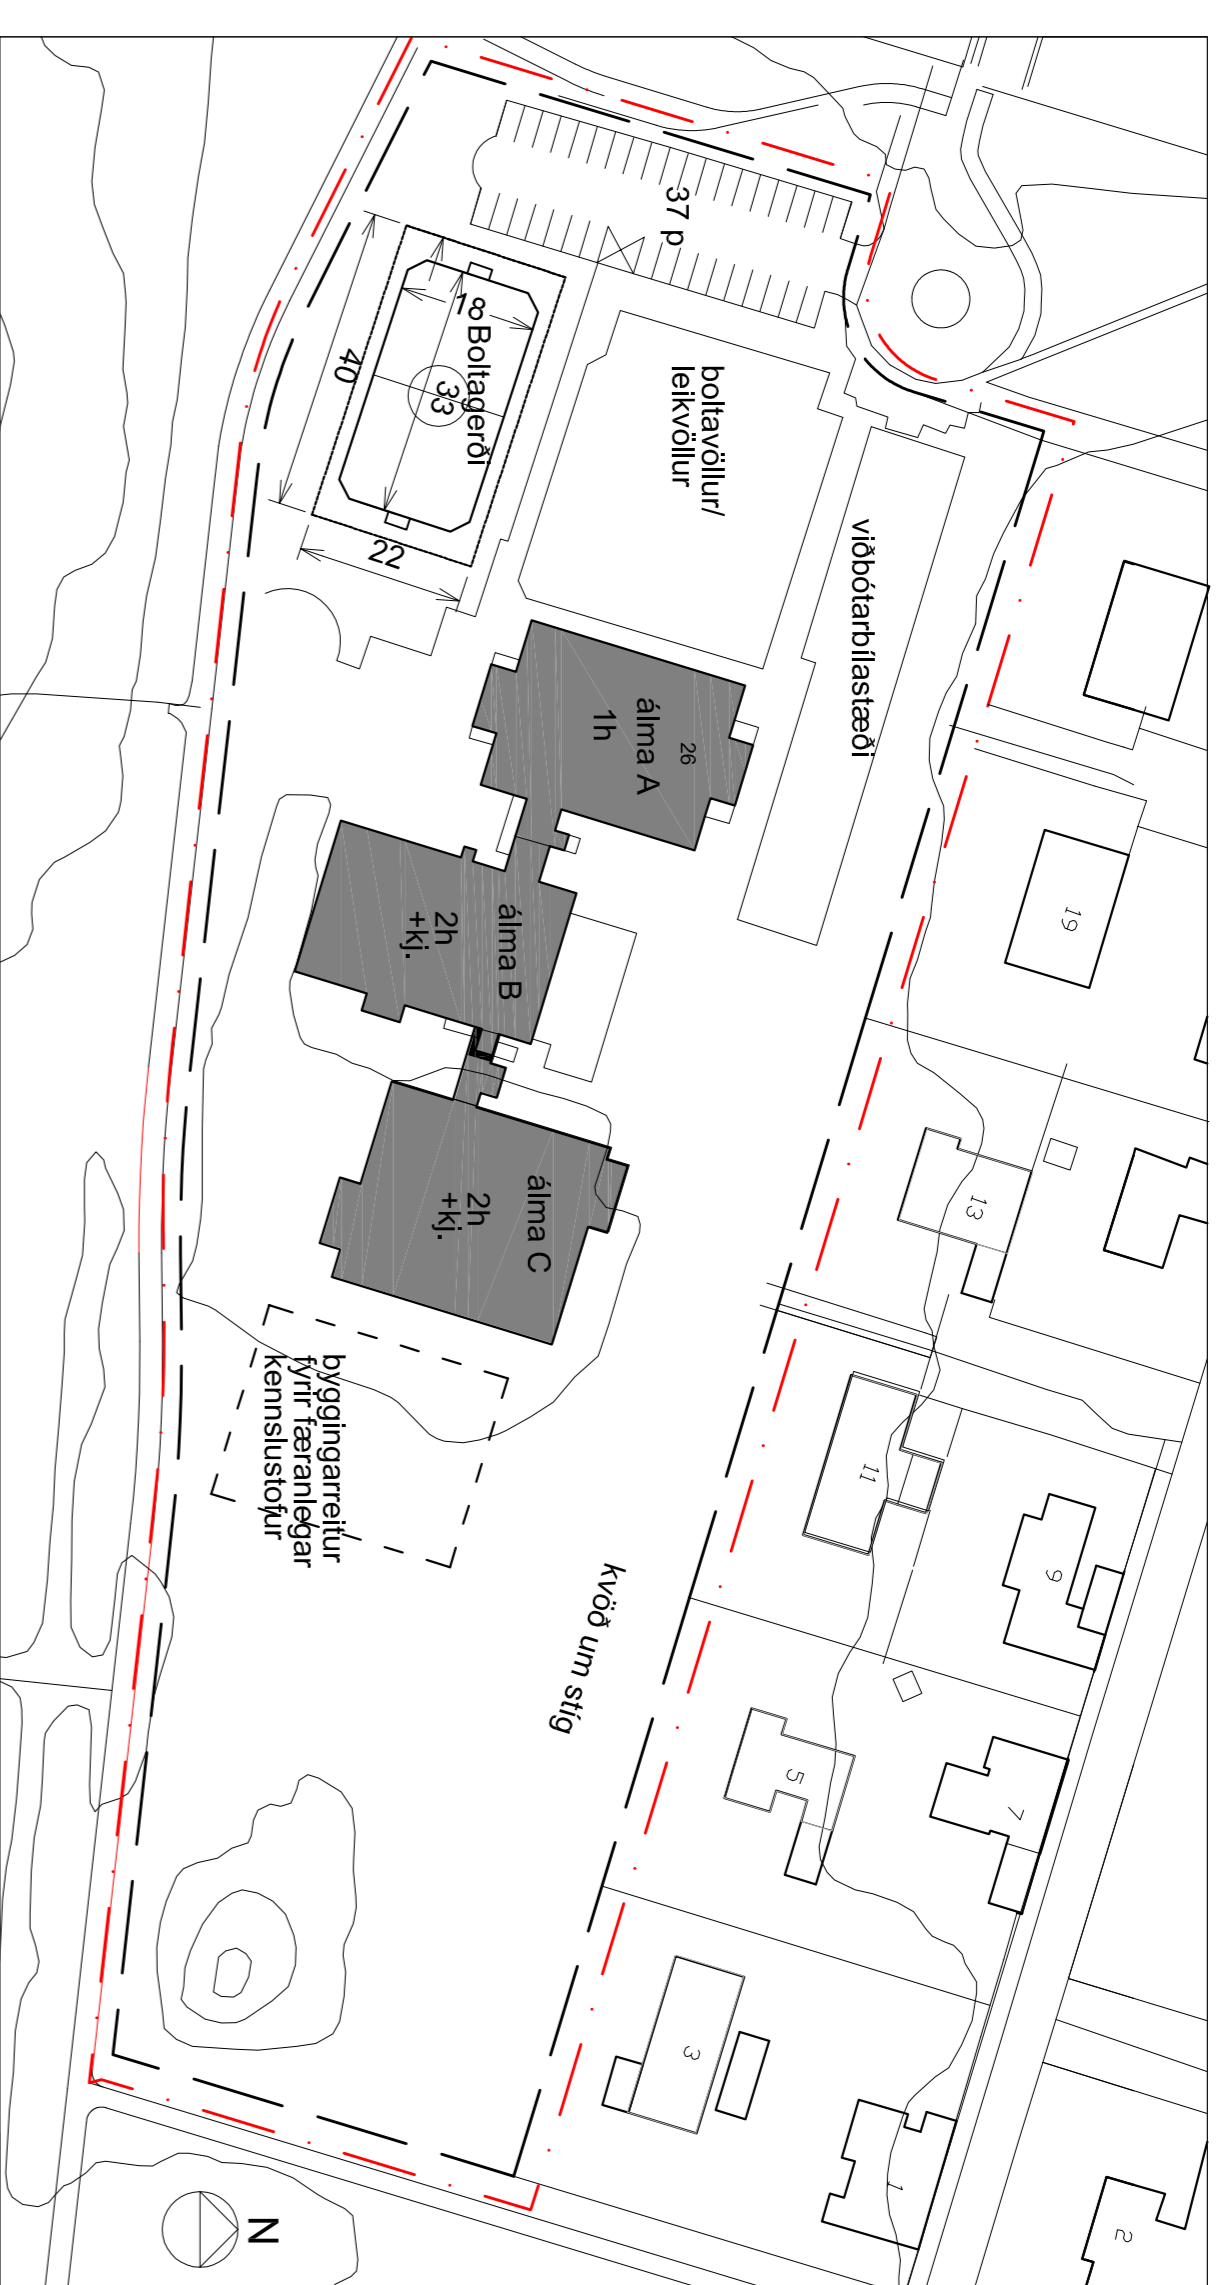 37 p
18
Boltagerði
33
40
22
boltavöllur/
leikvöllur
viðbótarbílastæði
26
álma A
1h
álma B
2h
+kj.
álma C
2h
+kj.
byggingarreitur
fyrir færanlegar
kennslustofur
kvöð um stíg
19
13
11
9
7
5
3
1
2
N